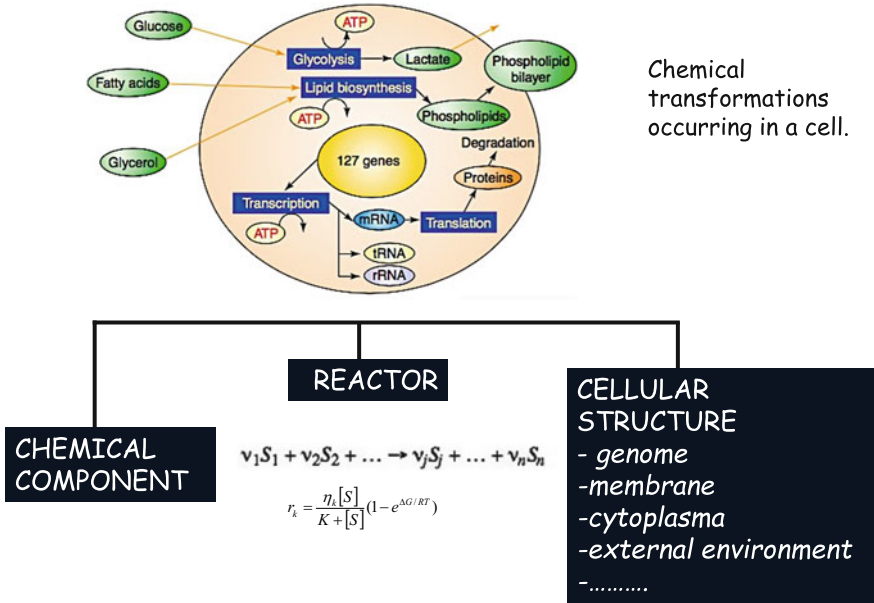 Glucose
ATP
Glycolysis
Lactate
Phospholipid
bilayer
Fatty acids
Lipid biosynthesis
ATP
Phospholipids
Degradation
Glycerol
127 genes
Proteins
Transcription
mRNA
Translation
ATP
tRNA
rRNA
Chemical
transformations
occurring in a cell.
REACTOR
CHEMICAL
COMPONENT
ν₁S₁ + ν₂S₂ + … → νⱼSⱼ + … + νₙSₙ
r_k = η_k[S] / (K + [S]) (1 − e^{ΔG/RT})
CELLULAR
STRUCTURE
- genome
-membrane
-cytoplasma
-external environment
-……….